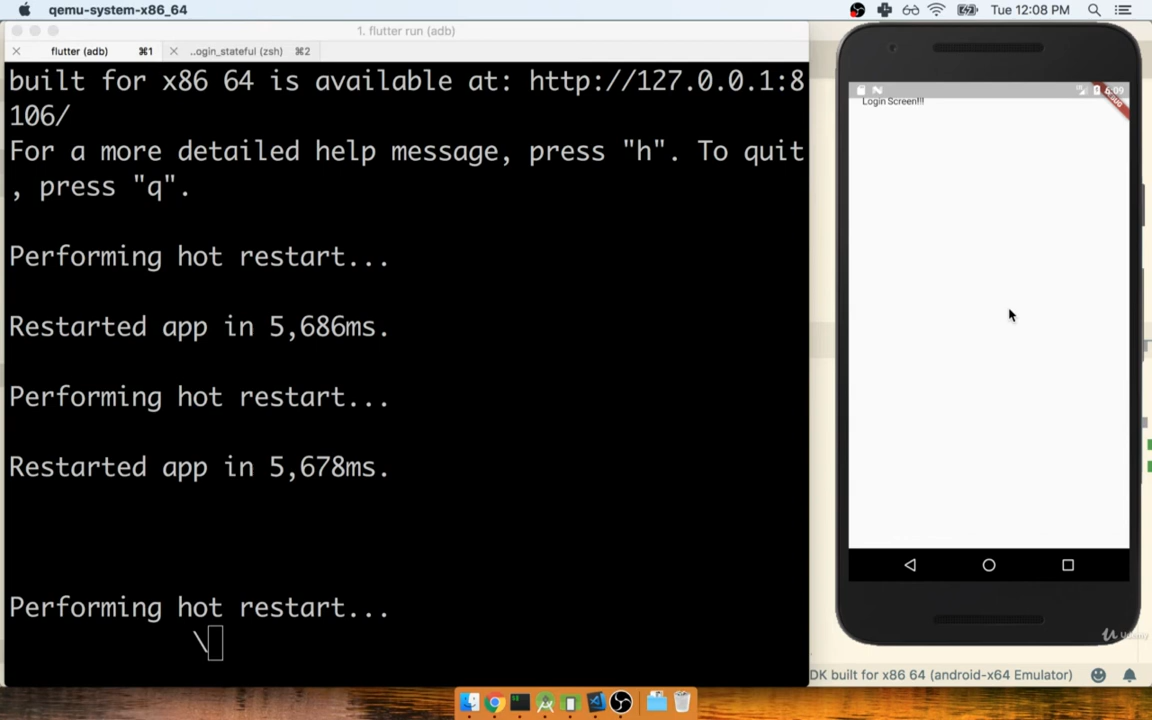 qemu-system-x86_64
Tue 12:08 PM
1. flutter run (adb)
flutter (adb) ⌘1
..ogin_stateful (zsh) ⌘2
built for x86 64 is available at: http://127.0.0.1:8
106/
For a more detailed help message, press "h". To quit
, press "q".
Performing hot restart...
Restarted app in 5,686ms.
Performing hot restart...
Restarted app in 5,678ms.
Performing hot restart...
\
6:09
Login Screen!!!
Udemy
DK built for x86 64 (android-x64 Emulator)